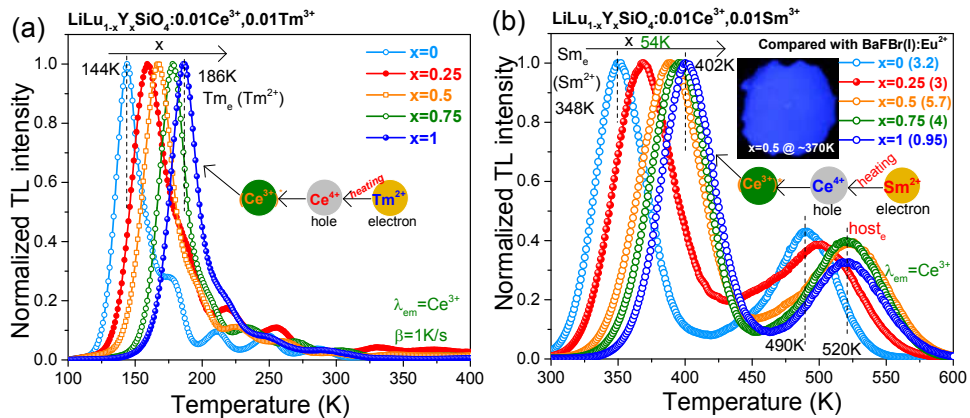 (a)
LiLu₁₋ₓYₓSiO₄:0.01Ce³⁺,0.01Tm³⁺
Normalized TL intensity
1.0
0.8
0.6
0.4
0.2
0.0
144K
x
186K
Tmₑ (Tm²⁺)
x=0
x=0.25
x=0.5
x=0.75
x=1
Ce³⁺
Ce⁴⁺
heating
Tm²⁺
hole
electron
λₑₘ=Ce³⁺
β=1K/s
100 150 200 250 300 350 400
Temperature (K)
(b)
LiLu₁₋ₓYₓSiO₄:0.01Ce³⁺,0.01Sm³⁺
Normalized TL intensity
1.0
0.8
0.6
0.4
0.2
0.0
x 54K
Smₑ
(Sm²⁺)
348K
402K
Compared with BaFBr(I):Eu²⁺
x=0 (3.2)
x=0.25 (3)
x=0.5 (5.7)
x=0.75 (4)
x=1 (0.95)
x=0.5 @ ~370K
Ce³⁺
Ce⁴⁺
heating
Sm²⁺
hole
electron
hostₑ
λₑₘ=Ce³⁺
490K
520K
300 350 400 450 500 550 600
Temperature (K)